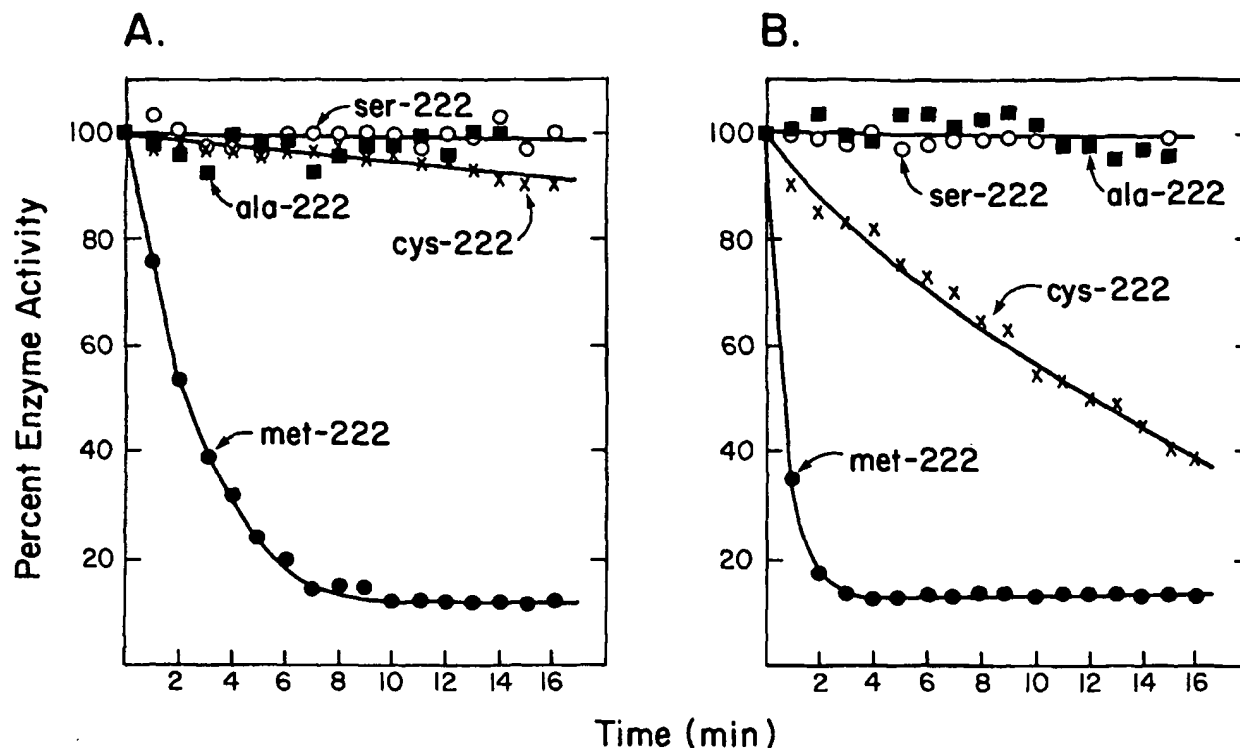 A.
B.
Percent Enzyme Activity
100
80
60
40
20
ser-222
ala-222
cys-222
met-222
2 4 6 8 10 12 14 16
100
80
60
40
20
ser-222
ala-222
cys-222
met-222
2 4 6 8 10 12 14 16
Time (min)